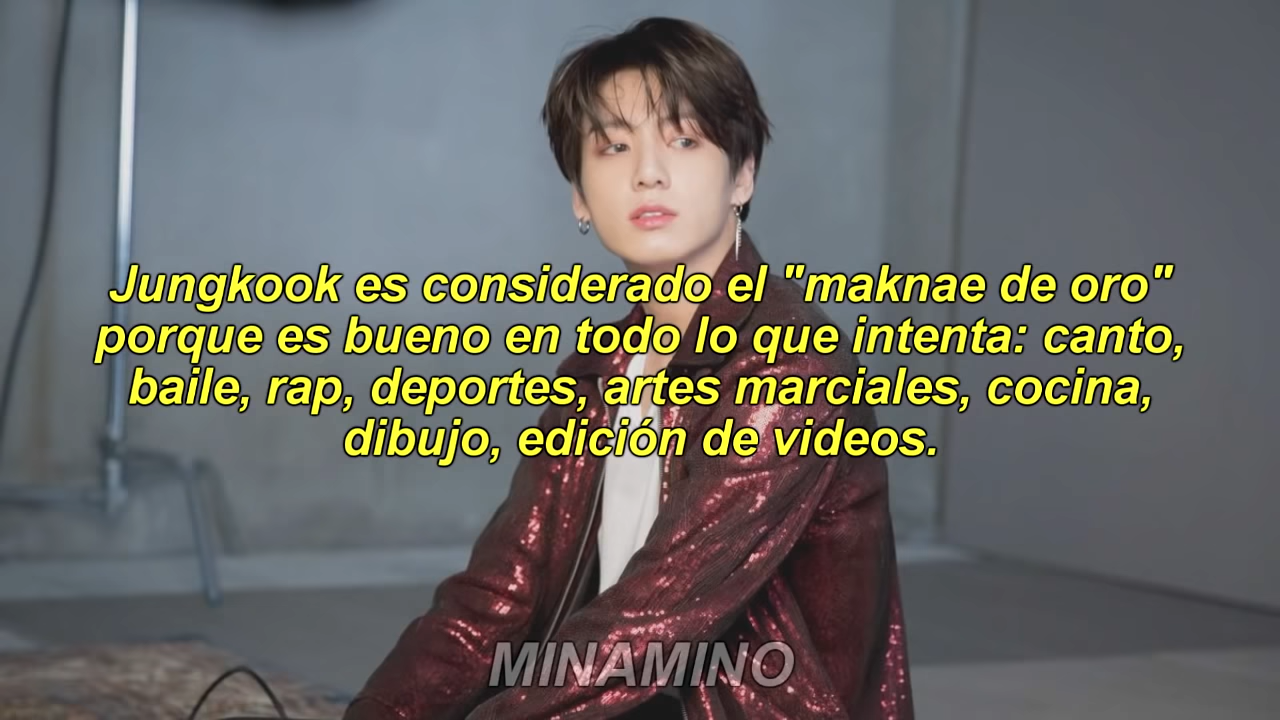 Jungkook es considerado el "maknae de oro"
porque es bueno en todo lo que intenta: canto,
baile, rap, deportes, artes marciales, cocina,
dibujo, edición de videos.
MINAMINO